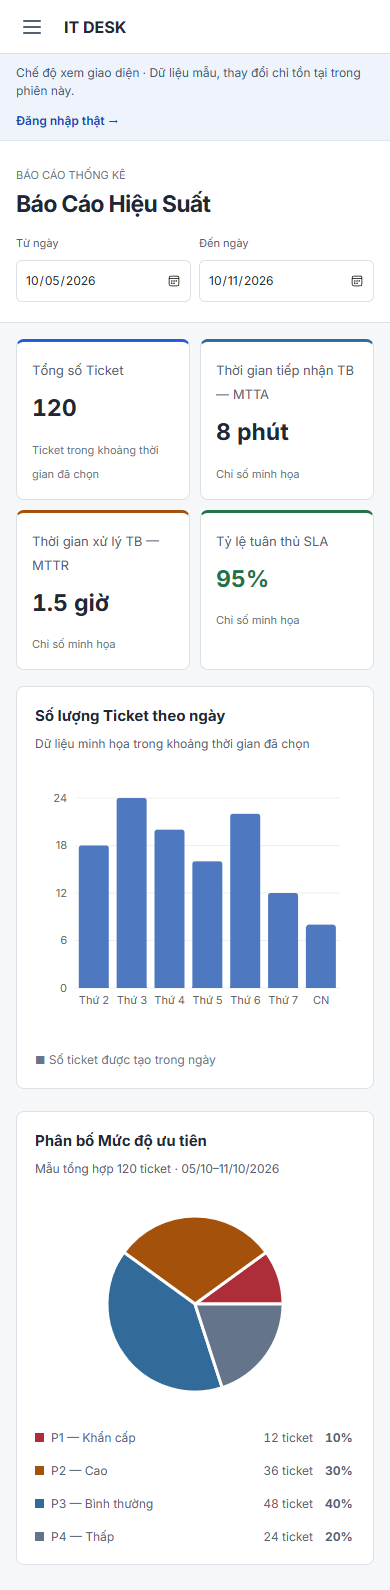 IT DESK
Chế độ xem giao diện · Dữ liệu mẫu, thay đổi chỉ tồn tại trong
phiên này.
Đăng nhập thật →
BÁO CÁO THỐNG KÊ
Báo Cáo Hiệu Suất
Từ ngày
Đến ngày
10/05/2026
10/11/2026
Tổng số Ticket
120
Ticket trong khoảng thời
gian đã chọn
Thời gian tiếp nhận TB
— MTTA
8 phút
Chỉ số minh họa
Thời gian xử lý TB —
MTTR
1.5 giờ
Chỉ số minh họa
Tỷ lệ tuân thủ SLA
95%
Chỉ số minh họa
Số lượng Ticket theo ngày
Dữ liệu minh họa trong khoảng thời gian đã chọn
24
18
12
6
0
Thứ 2 Thứ 3 Thứ 4 Thứ 5 Thứ 6 Thứ 7 CN
Số ticket được tạo trong ngày
Phân bố Mức độ ưu tiên
Mẫu tổng hợp 120 ticket · 05/10–11/10/2026
P1 — Khẩn cấp 12 ticket 10%
P2 — Cao 36 ticket 30%
P3 — Bình thường 48 ticket 40%
P4 — Thấp 24 ticket 20%